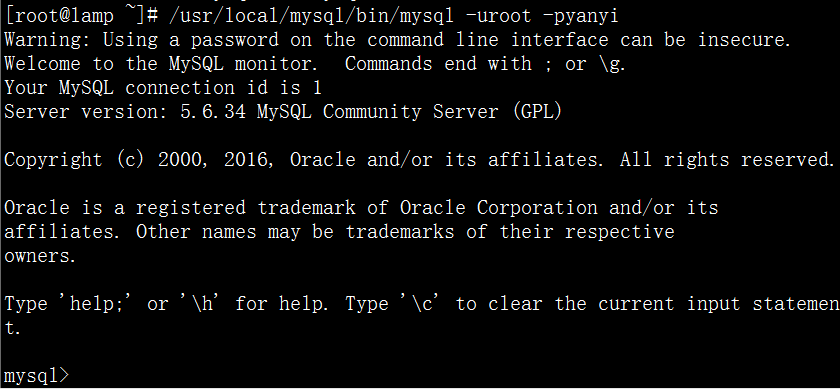 [root@lamp ~]# /usr/local/mysql/bin/mysql -uroot -pyanyi
Warning: Using a password on the command line interface can be insecure.
Welcome to the MySQL monitor.  Commands end with ; or \g.
Your MySQL connection id is 1
Server version: 5.6.34 MySQL Community Server (GPL)

Copyright (c) 2000, 2016, Oracle and/or its affiliates. All rights reserved.

Oracle is a registered trademark of Oracle Corporation and/or its
affiliates. Other names may be trademarks of their respective
owners.

Type 'help;' or '\h' for help. Type '\c' to clear the current input statemen
t.

mysql>